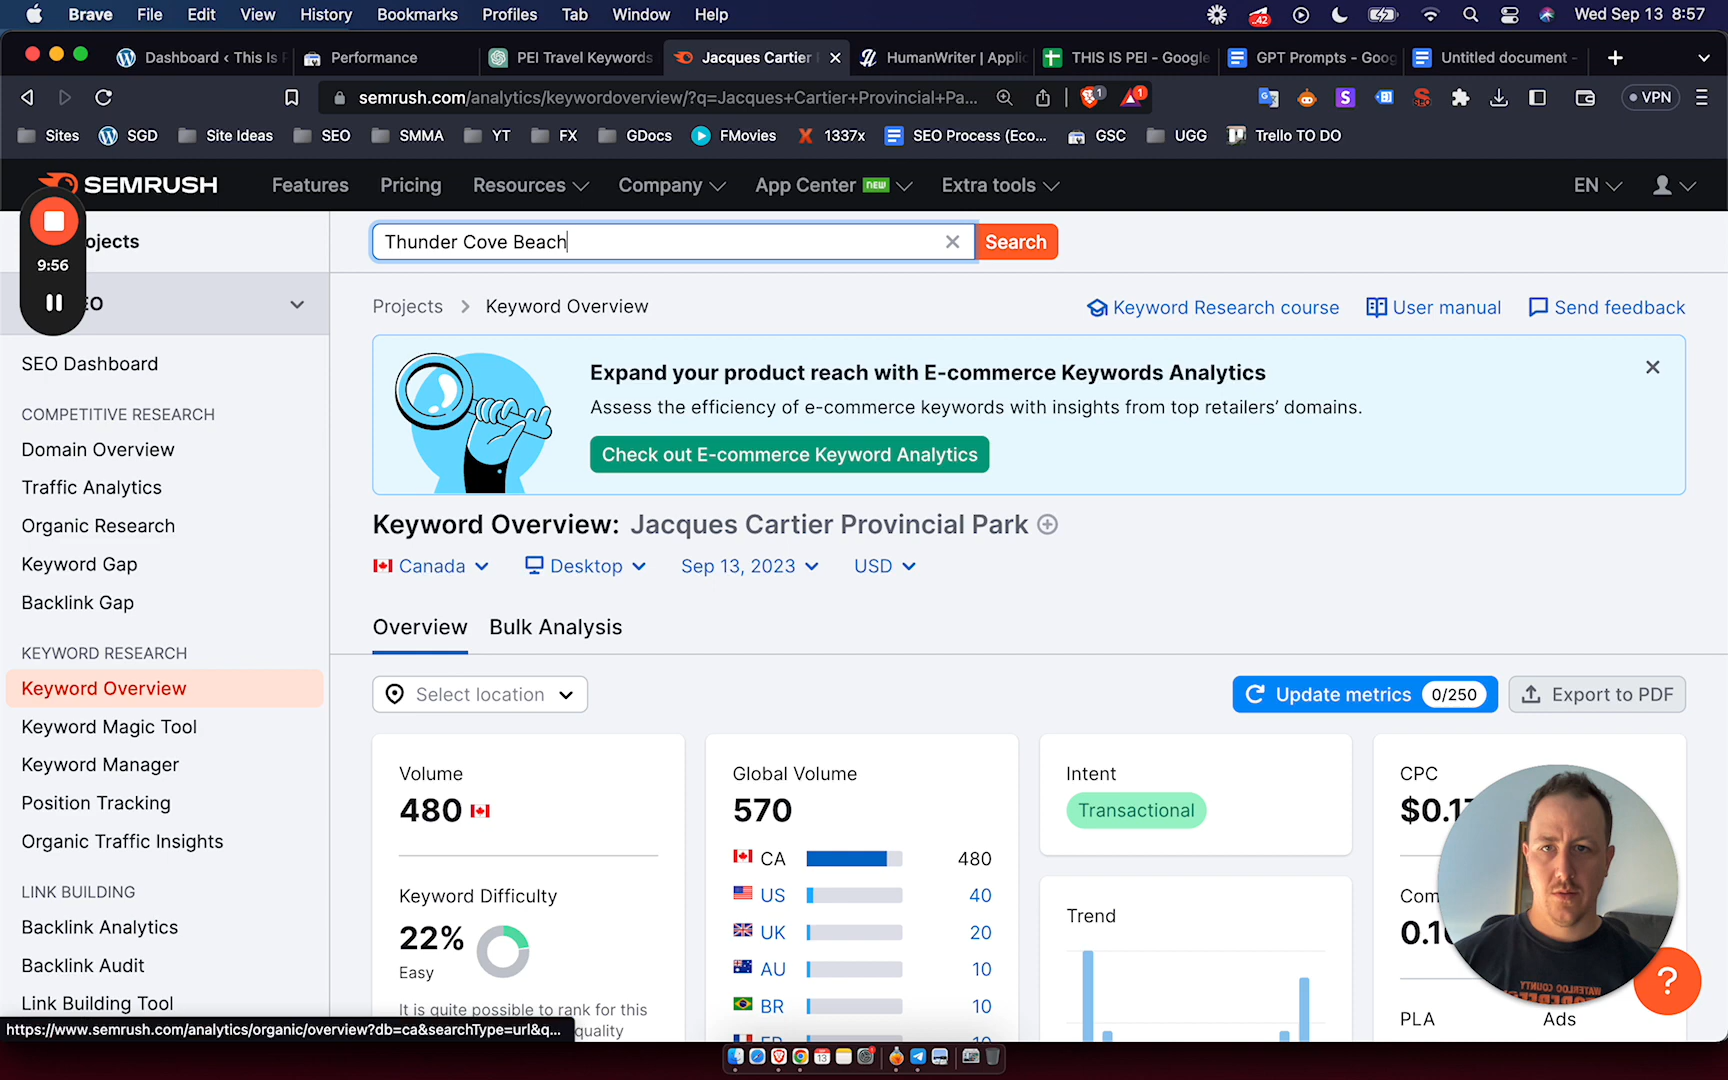 Brave File Edit View History Bookmarks Profiles Tab Window Help .42 Wed Sep 13 8:57
Dashboard ‹ This Is Performance PEI Travel Keywords Jacques Cartier HumanWriter | Applic THIS IS PEI - Google GPT Prompts - Goog Untitled document -
semrush.com/analytics/keywordoverview/?q=Jacques+Cartier+Provincial+Pa... 1 1 VPN
Sites SGD Site Ideas SEO SMMA YT FX GDocs FMovies 1337x SEO Process (Eco... GSC UGG Trello TO DO
SEMRUSH Features Pricing Resources Company App Center NEW Extra tools EN
ojects
9:56
EO
SEO Dashboard
COMPETITIVE RESEARCH
Domain Overview
Traffic Analytics
Organic Research
Keyword Gap
Backlink Gap
KEYWORD RESEARCH
Keyword Overview
Keyword Magic Tool
Keyword Manager
Position Tracking
Organic Traffic Insights
LINK BUILDING
Backlink Analytics
Backlink Audit
Link Building Tool
https://www.semrush.com/analytics/organic/overview?db=ca&searchType=url&q...
Thunder Cove Beach Search
Projects > Keyword Overview Keyword Research course User manual Send feedback
Expand your product reach with E-commerce Keywords Analytics
Assess the efficiency of e-commerce keywords with insights from top retailers' domains.
Check out E-commerce Keyword Analytics
Keyword Overview: Jacques Cartier Provincial Park
Canada Desktop Sep 13, 2023 USD
Overview Bulk Analysis
Select location Update metrics 0/250 Export to PDF
Volume
480
Keyword Difficulty
22%
Easy
It is quite possible to rank for this
quality
Global Volume
570
CA 480
US 40
UK 20
AU 10
BR 10
Intent
Transactional
Trend
CPC
$0.17
Com
0.1
PLA Ads
WATERLOO COUNTY
?